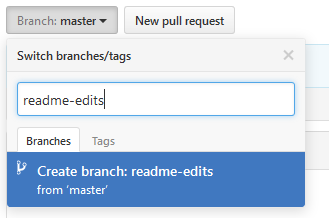 Branch: master New pull request
Switch branches/tags
readme-edits
Branches Tags
Create branch: readme-edits
from ‘master’